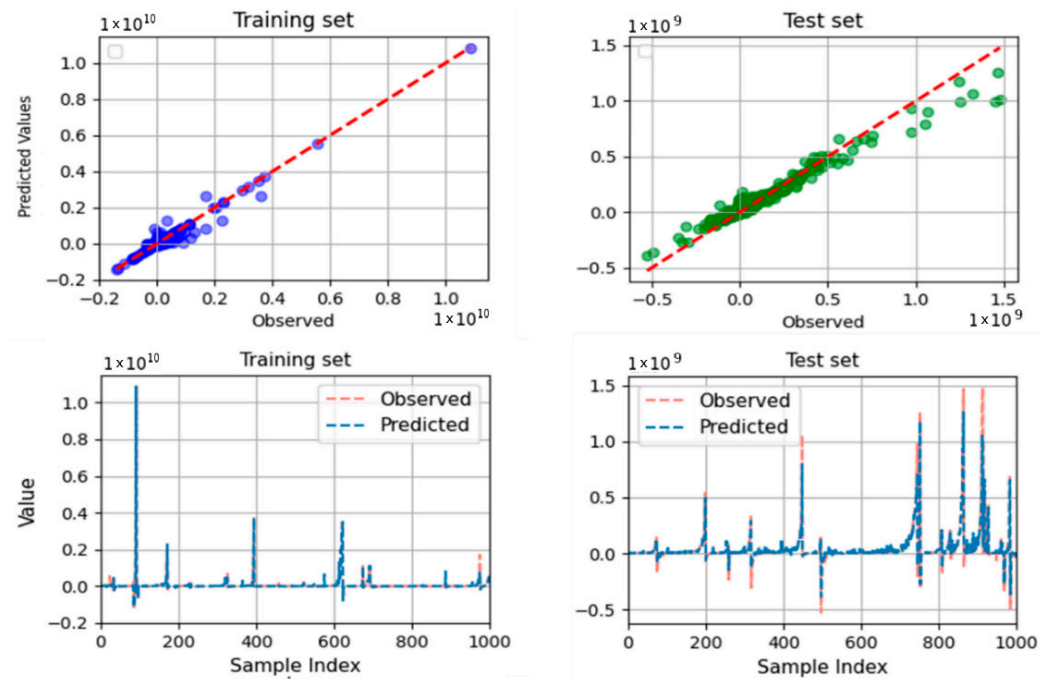 Training set
1×10¹⁰
1.0
0.8
0.6
0.4
0.2
0.0
−0.2
Predicted Values
−0.2 0.0 0.2 0.4 0.6 0.8 1.0
Observed
1×10¹⁰
Test set
1×10⁹
1.5
1.0
0.5
0.0
−0.5
−0.5 0.0 0.5 1.0 1.5
Observed
1×10⁹
Training set
1×10¹⁰
1.0
0.8
0.6
0.4
0.2
0.0
−0.2
Value
Observed
Predicted
0 200 400 600 800 1000
Sample Index
Test set
1×10⁹
1.5
1.0
0.5
0.0
−0.5
Observed
Predicted
0 200 400 600 800 1000
Sample Index